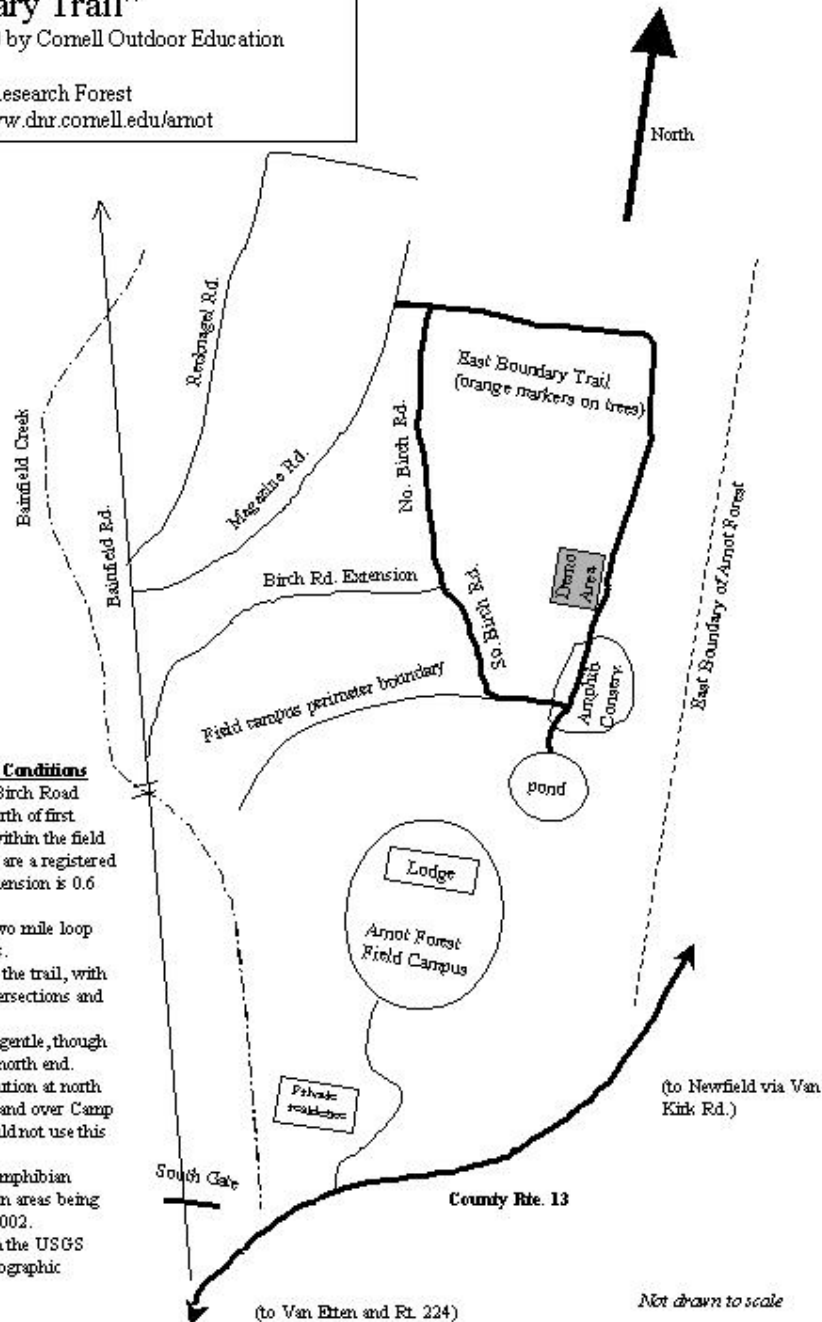 ary Trail"
by Cornell Outdoor Education
esearch Forest
w.dnr.cornell.edu/arnot
North
Recknagel Rd.
East Boundary Trail
(orange markers on trees)
No. Birch Rd.
Magazine Rd.
Bainfield Creek
Bainfield Rd.
Birch Rd. Extension
So. Birch Rd.
Demo
Area
East Boundary of Arnot Forest
Amphib
Conserv.
Field campus perimeter boundary
pond
Conditions
Birch Road
rth of first
within the field
are a registered
tension is 0.6
wo mile loop
s.
the trail, with
ersections and
gentle, though
north end.
ution at north
and over Camp
uld not use this
mphibian
n areas being
002.
n the USGS
ographic
Lodge
Arnot Forest
Field Campus
Private
residence
(to Newfield via Van
Kirk Rd.)
South Gate
County Rte. 13
(to Van Etten and Rt. 224)
Not drawn to scale